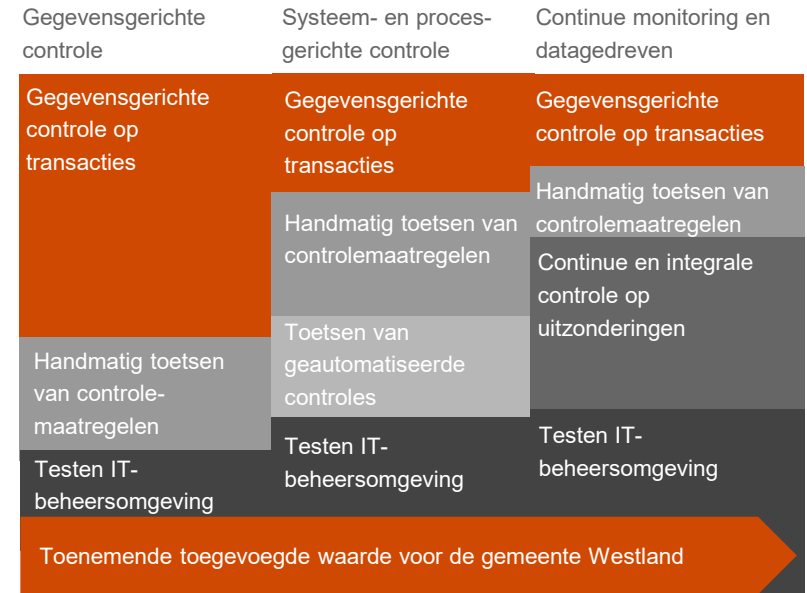 Gegevensgerichte
controle
Gegevensgerichte
controle op
transacties
Handmatig toetsen
van controle-
maatregelen
Testen IT-
beheersomgeving
Systeem- en proces-
gerichte controle
Gegevensgerichte
controle op
transacties
Handmatig toetsen van
controlemaatregelen
Toetsen van
geautomatiseerde
controles
Testen IT-
beheersomgeving
Continue monitoring en
datagedreven
Gegevensgerichte
controle op transacties
Handmatig toetsen van
controlemaatregelen
Continue en integrale
controle op
uitzonderingen
Testen IT-
beheersomgeving
Toenemende toegevoegde waarde voor de gemeente Westland